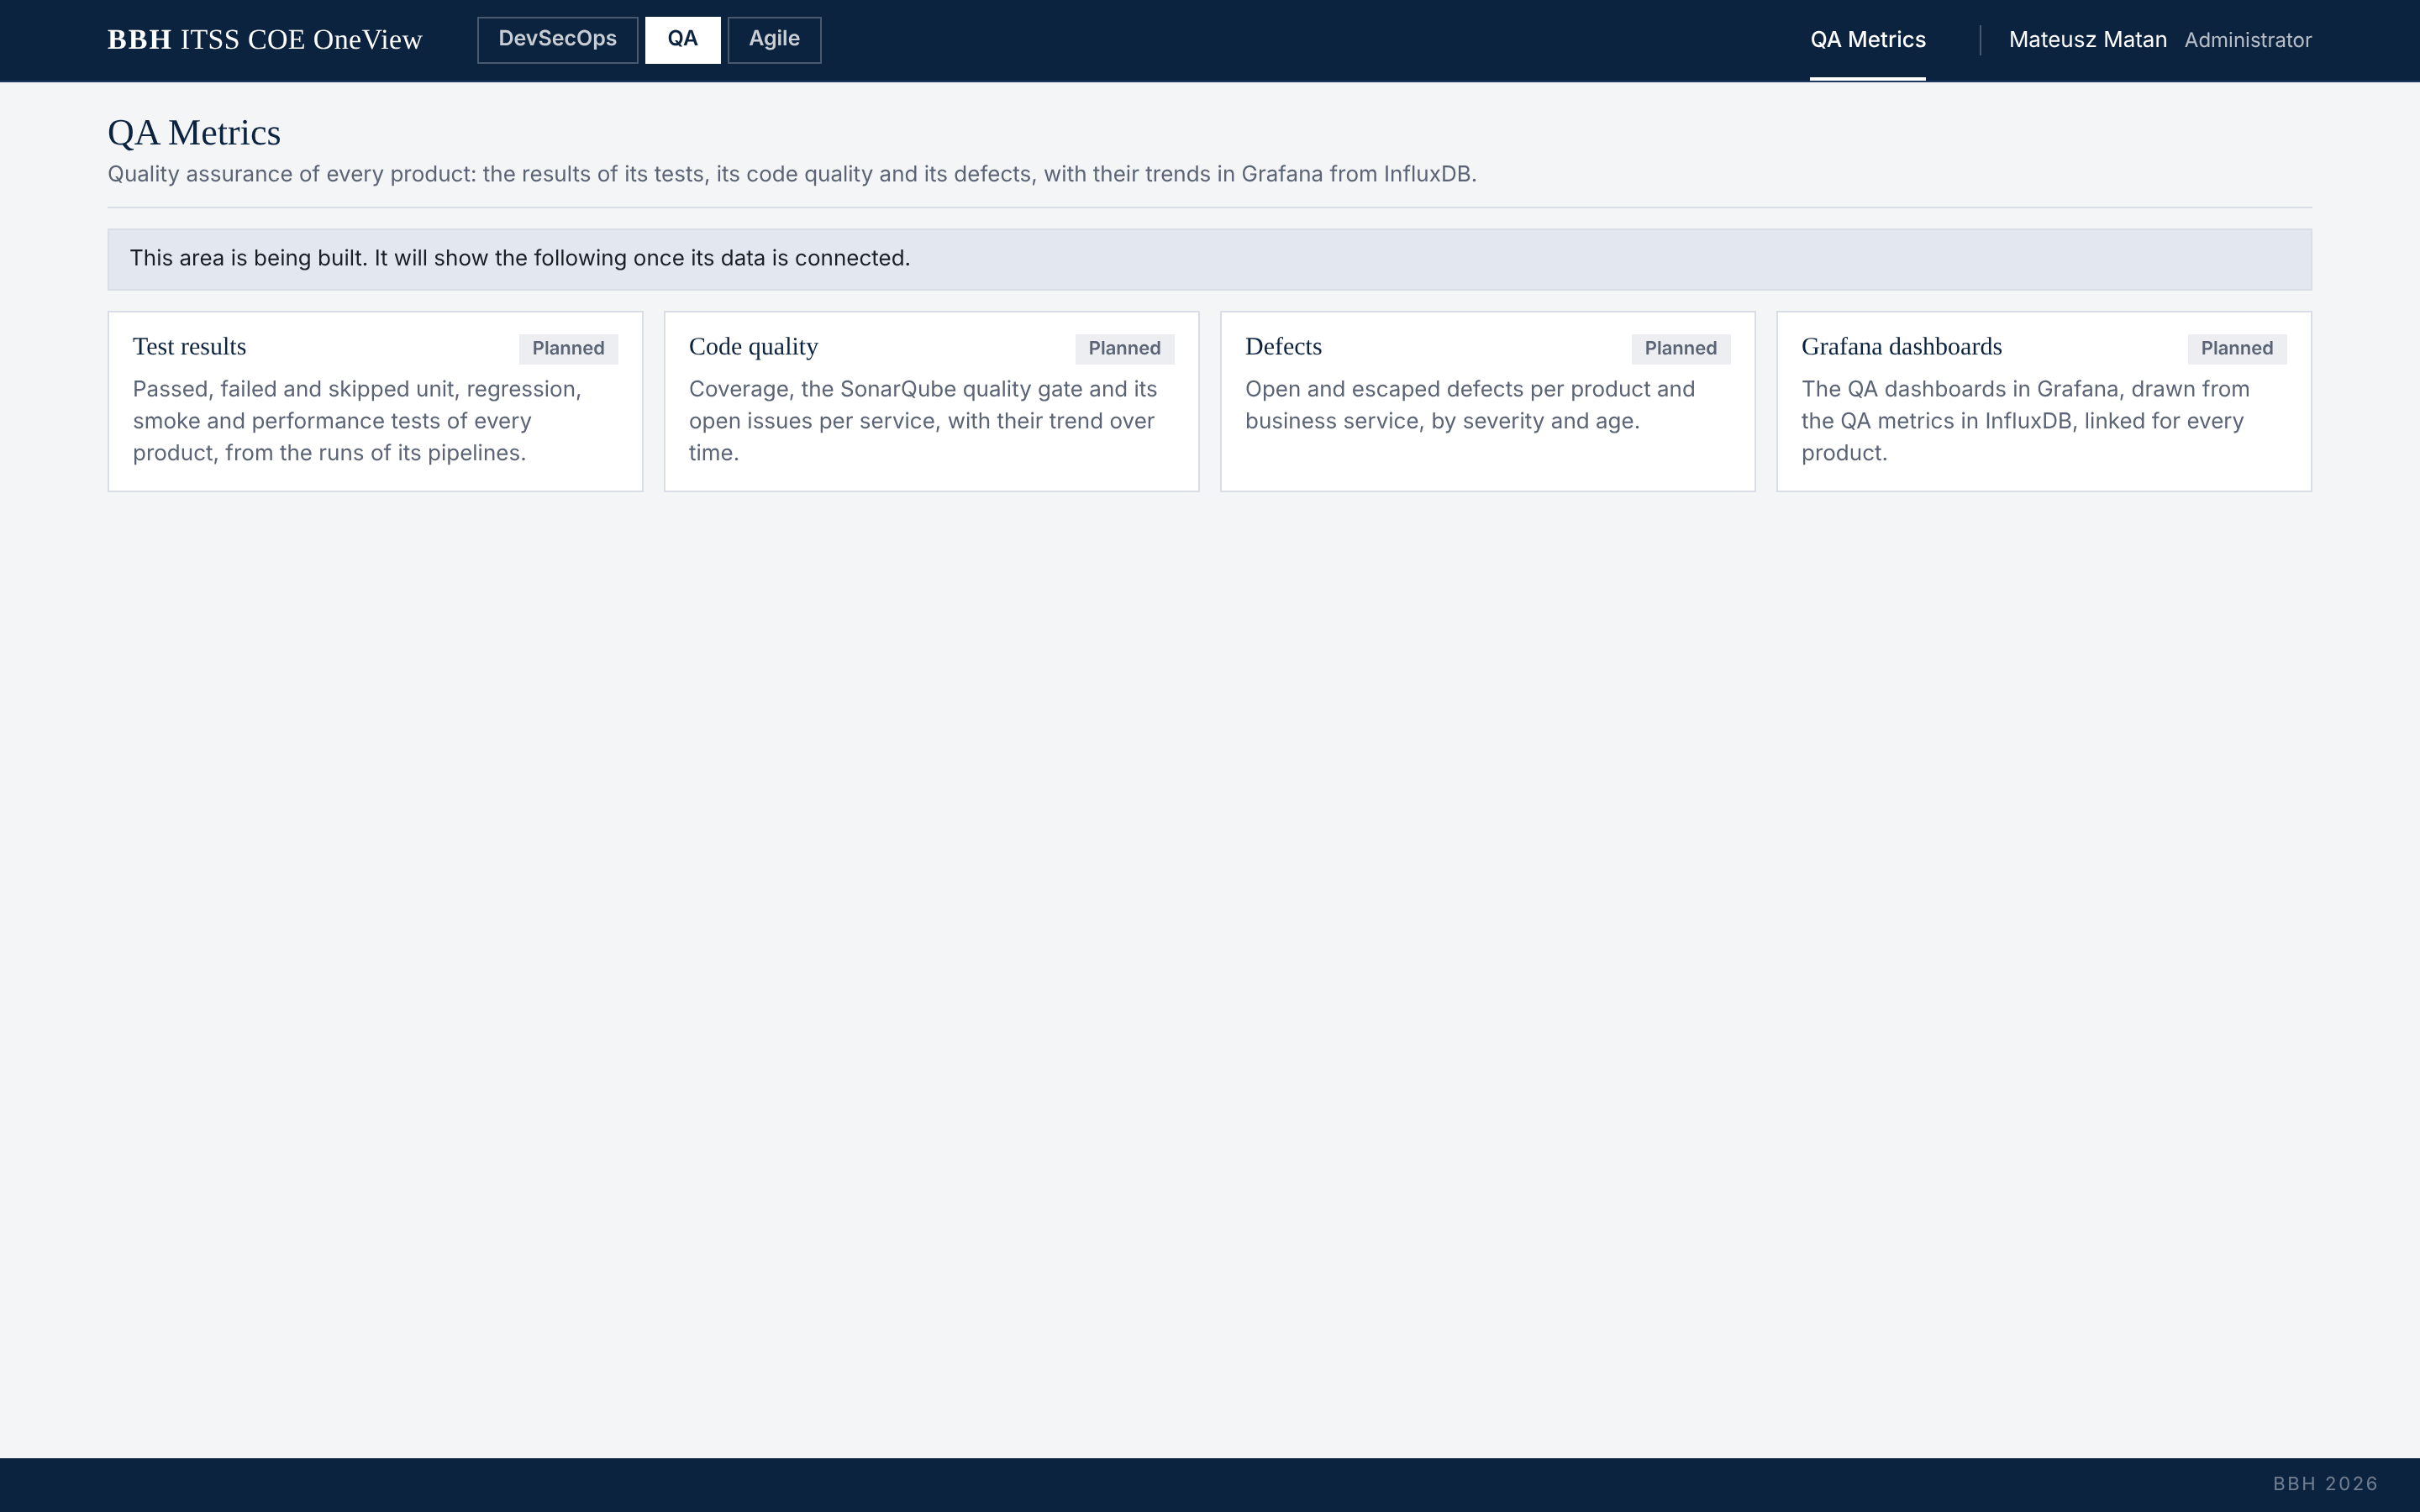 BBH ITSS COE OneView
DevSecOps
QA
Agile
QA Metrics
Mateusz Matan Administrator
QA Metrics
Quality assurance of every product: the results of its tests, its code quality and its defects, with their trends in Grafana from InfluxDB.
This area is being built. It will show the following once its data is connected.
Test results
Planned
Passed, failed and skipped unit, regression,
smoke and performance tests of every
product, from the runs of its pipelines.
Code quality
Planned
Coverage, the SonarQube quality gate and its
open issues per service, with their trend over
time.
Defects
Planned
Open and escaped defects per product and
business service, by severity and age.
Grafana dashboards
Planned
The QA dashboards in Grafana, drawn from
the QA metrics in InfluxDB, linked for every
product.
BBH 2026